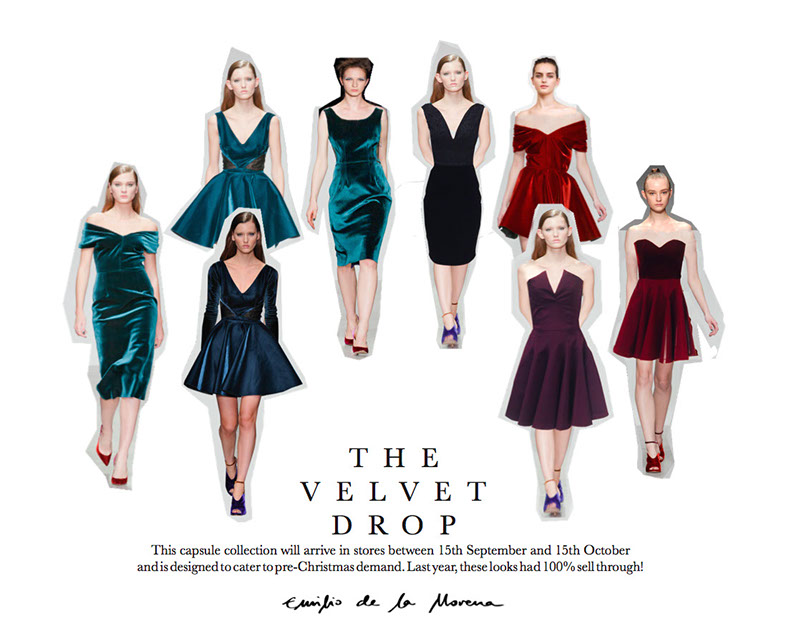 THE
VELVET
DROP
This capsule collection will arrive in stores between 15th September and 15th October
and is designed to cater to pre-Christmas demand. Last year, these looks had 100% sell through!
Emilio de la Morena